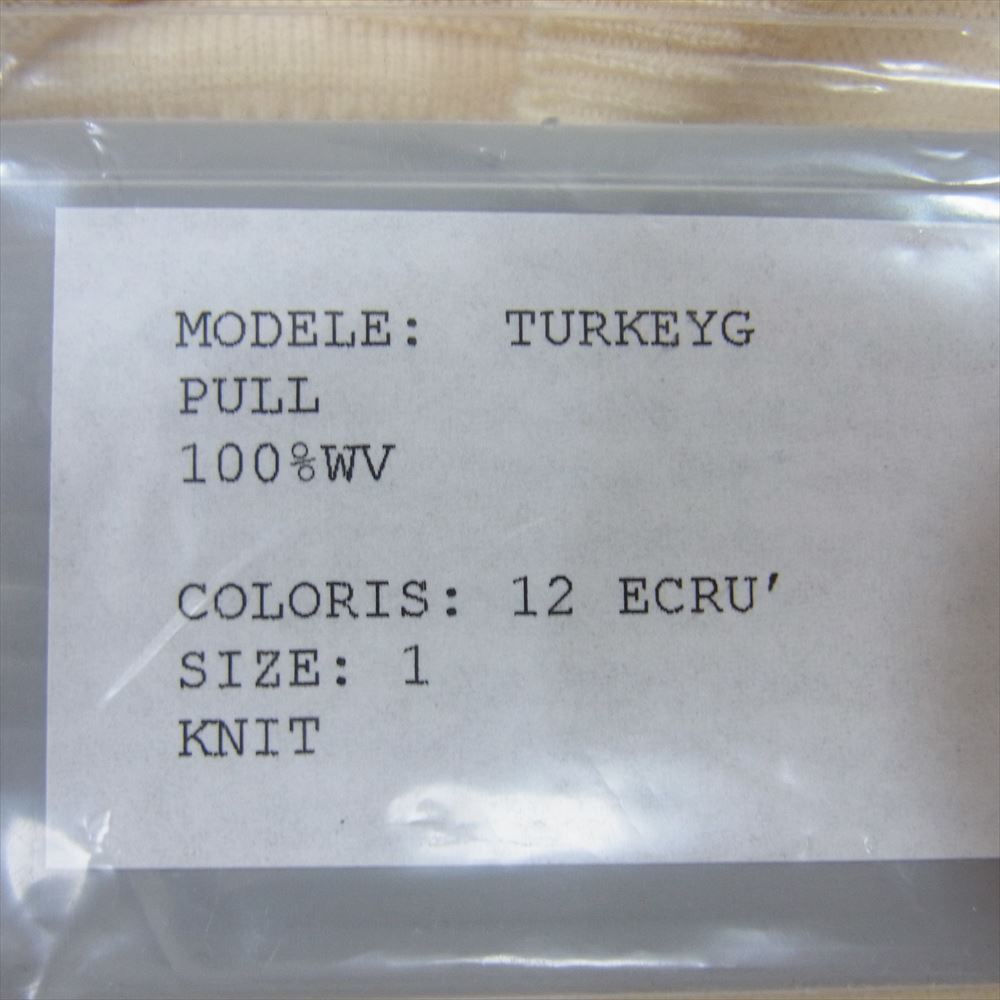 MODELE: TURKEYG
PULL
100%WV
COLORIS: 12 ECRU'
SIZE: 1
KNIT